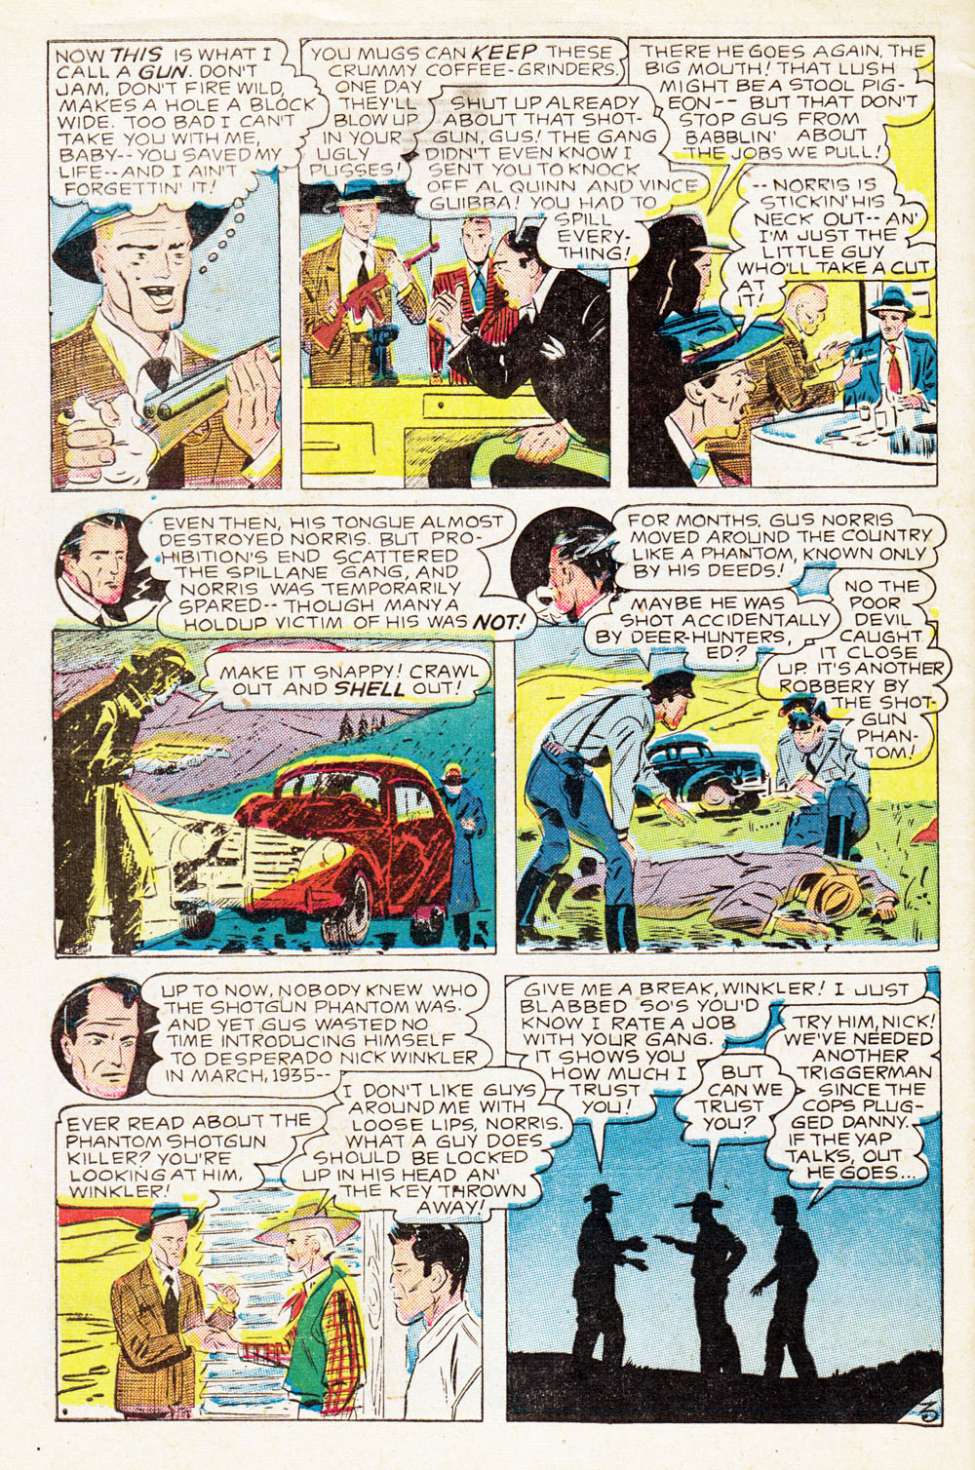 NOW THIS IS WHAT I
CALL A GUN. DON'T
JAM, DON'T FIRE WILD,
MAKES A HOLE A BLOCK
WIDE. TOO BAD I CAN'T
TAKE YOU WITH ME,
BABY-- YOU SAVED MY
LIFE-- AND I AIN'T
FORGETTIN' IT!
YOU MUGS CAN KEEP THESE
CRUMMY COFFEE-GRINDERS,
ONE DAY
THEY'LL
BLOW UP
IN YOUR
UGLY
PUSSES!
SHUT UP ALREADY
ABOUT THAT SHOT-
GUN, GUS! THE GANG
DIDN'T EVEN KNOW I
SENT YOU TO KNOCK
OFF AL QUINN AND VINCE
GUIBBA! YOU HAD TO
SPILL
EVERY-
THING!
THERE HE GOES AGAIN, THE
BIG MOUTH! THAT LUSH
MIGHT BE A STOOL PIG-
EON-- BUT THAT DON'T
STOP GUS FROM
BABBLIN' ABOUT
THE JOBS WE PULL!
-- NORRIS IS
STICKIN' HIS
NECK OUT-- AN'
I'M JUST THE
LITTLE GUY
WHO'LL TAKE A CUT
AT
IT!
EVEN THEN, HIS TONGUE ALMOST
DESTROYED NORRIS. BUT PRO-
HIBITION'S END SCATTERED
THE SPILLANE GANG, AND
NORRIS WAS TEMPORARILY
SPARED-- THOUGH MANY A
HOLDUP VICTIM OF HIS WAS NOT!
MAKE IT SNAPPY! CRAWL
OUT AND SHELL OUT!
FOR MONTHS, GUS NORRIS
MOVED AROUND THE COUNTRY
LIKE A PHANTOM, KNOWN ONLY
BY HIS DEEDS!
MAYBE HE WAS
SHOT ACCIDENTALLY
BY DEER-HUNTERS,
ED?
NO THE
POOR
DEVIL
CAUGHT
IT CLOSE
UP. IT'S ANOTHER
ROBBERY BY
THE SHOT-
GUN
PHAN-
TOM!
UP TO NOW, NOBODY KNEW WHO
THE SHOTGUN PHANTOM WAS.
AND YET GUS WASTED NO
TIME INTRODUCING HIMSELF
TO DESPERADO NICK WINKLER
IN MARCH, 1935--
EVER READ ABOUT THE
PHANTOM SHOTGUN
KILLER? YOU'RE
LOOKING AT HIM,
WINKLER!
I DON'T LIKE GUYS
AROUND ME WITH
LOOSE LIPS, NORRIS.
WHAT A GUY DOES
SHOULD BE LOCKED
UP IN HIS HEAD AN'
THE KEY THROWN
AWAY!
GIVE ME A BREAK, WINKLER! I JUST
BLABBED SO'S YOU'D
KNOW I RATE A JOB
WITH YOUR GANG.
IT SHOWS YOU
HOW MUCH I
TRUST
YOU!
BUT
CAN WE
TRUST
YOU?
TRY HIM, NICK!
WE'VE NEEDED
ANOTHER
TRIGGERMAN
SINCE THE
COPS PLUG-
GED DANNY.
IF THE YAP
TALKS, OUT
HE GOES...
3